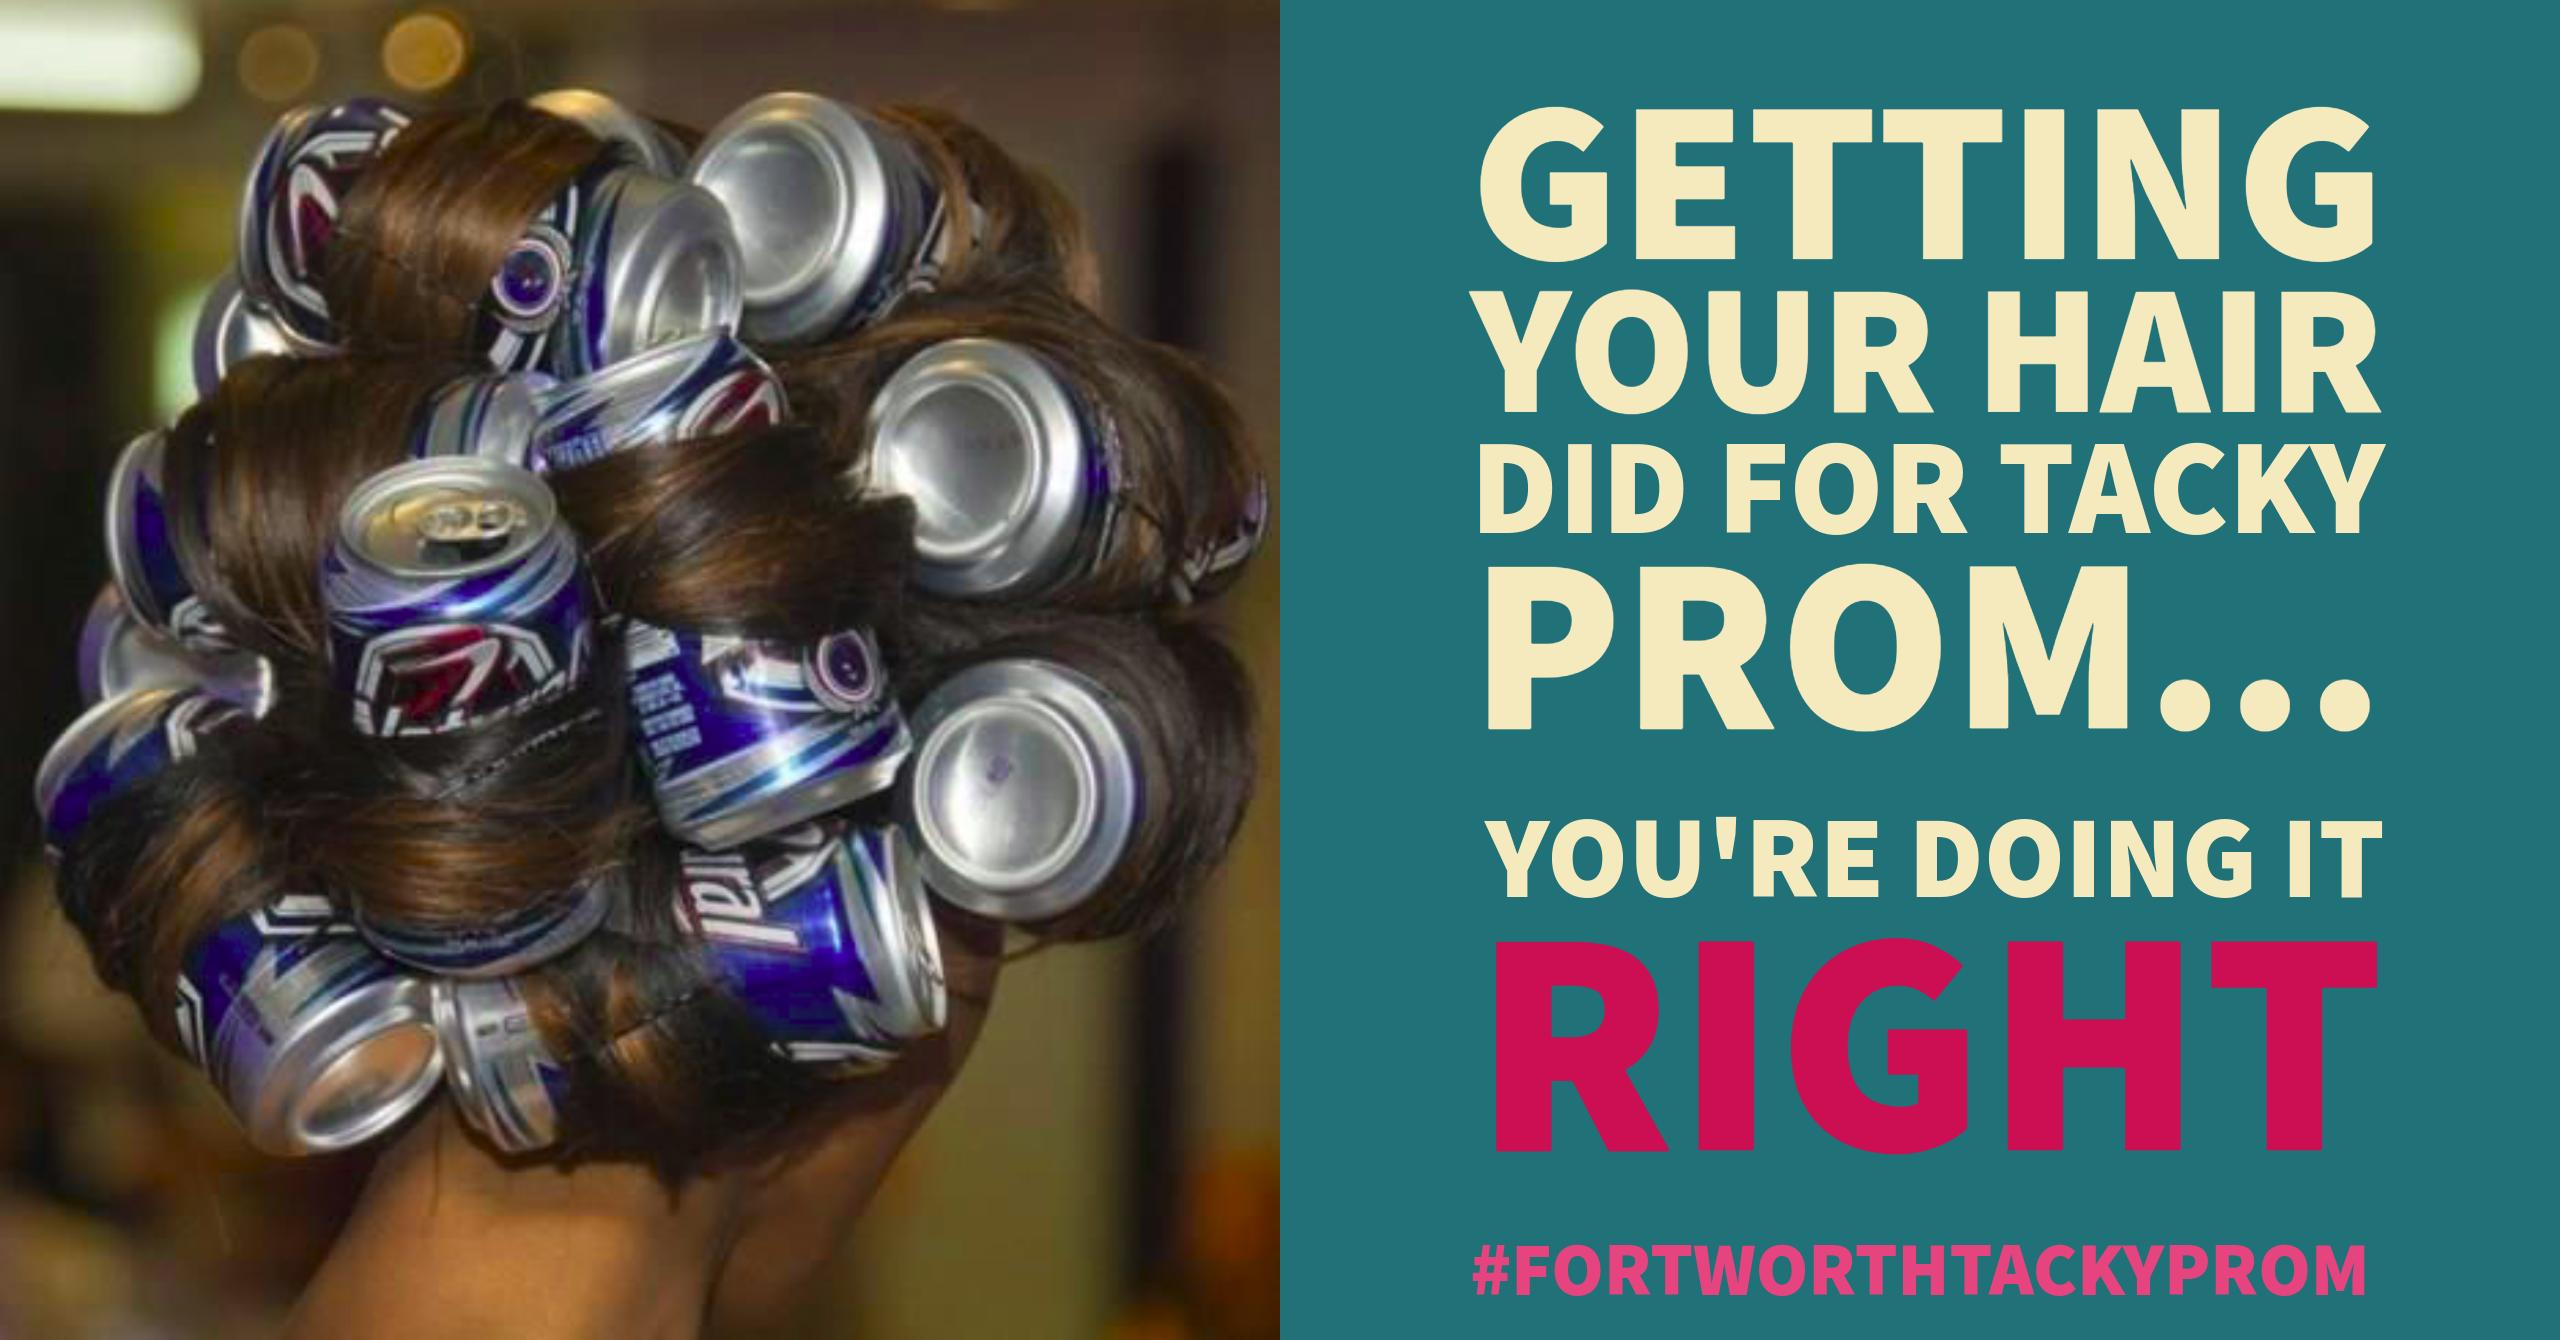 GETTING
YOUR HAIR
DID FOR TACKY
PROM...
YOU'RE DOING IT
RIGHT
#FORTWORTHTACKYPROM